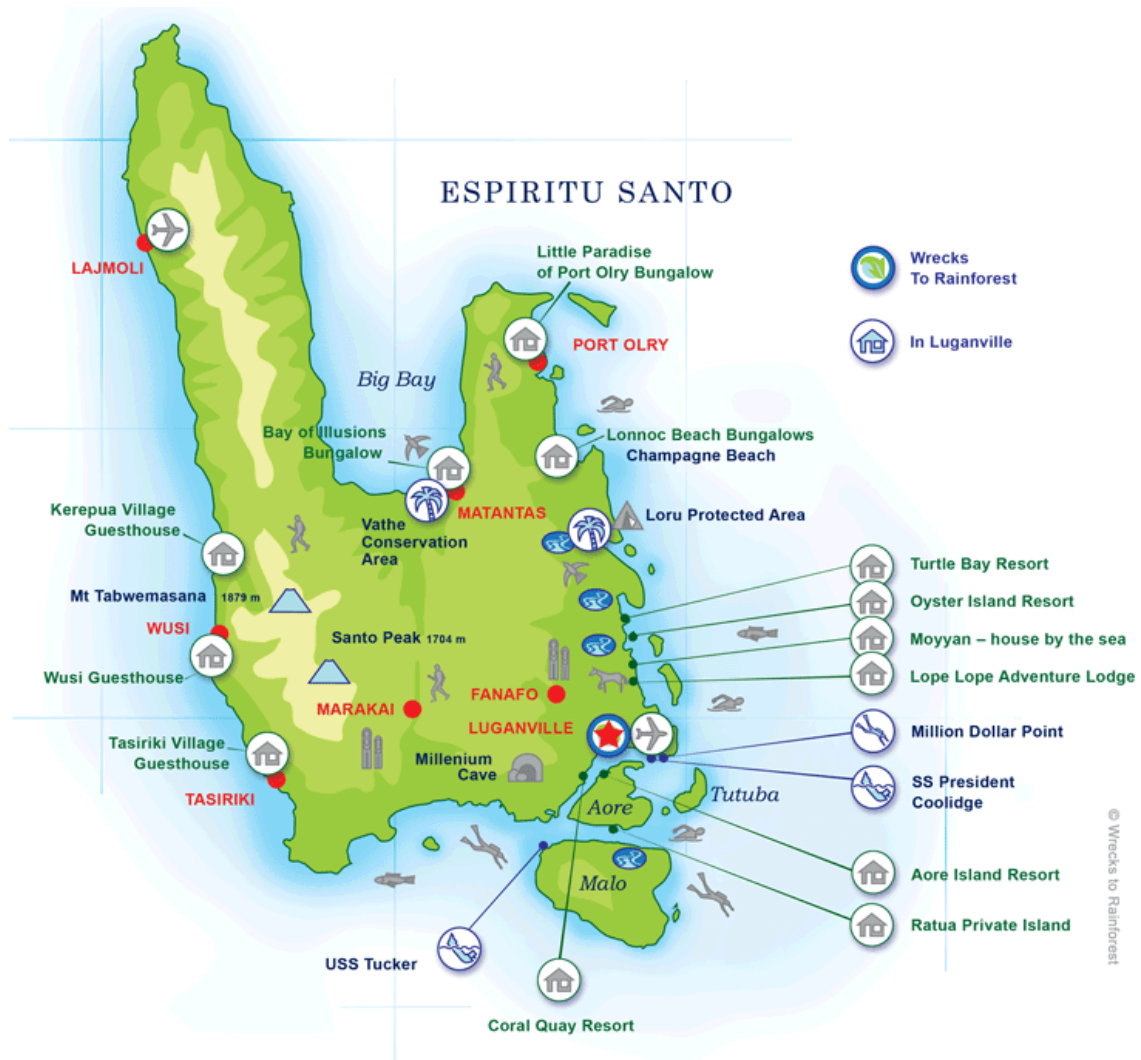 ESPIRITU SANTO
Little Paradise
of Port Olry Bungalow
Wrecks
To Rainforest
LAJMOLI
In Luganville
PORT OLRY
Big Bay
Bay of Illusions
Bungalow
Lonnoc Beach Bungalows
Champagne Beach
Kerepua Village
Guesthouse
MATANTAS
Vathe
Conservation
Area
Loru Protected Area
Turtle Bay Resort
Mt Tabwemasana 1879 m
Oyster Island Resort
WUSI
Santo Peak 1704 m
Moyyan – house by the sea
Wusi Guesthouse
Lope Lope Adventure Lodge
FANAFO
MARAKAI
LUGANVILLE
Million Dollar Point
Tasiriki Village
Guesthouse
Millenium
Cave
SS President
Coolidge
TASIRIKI
Tutuba
Aore
Aore Island Resort
Malo
Ratua Private Island
USS Tucker
Coral Quay Resort
© Wrecks to Rainforest